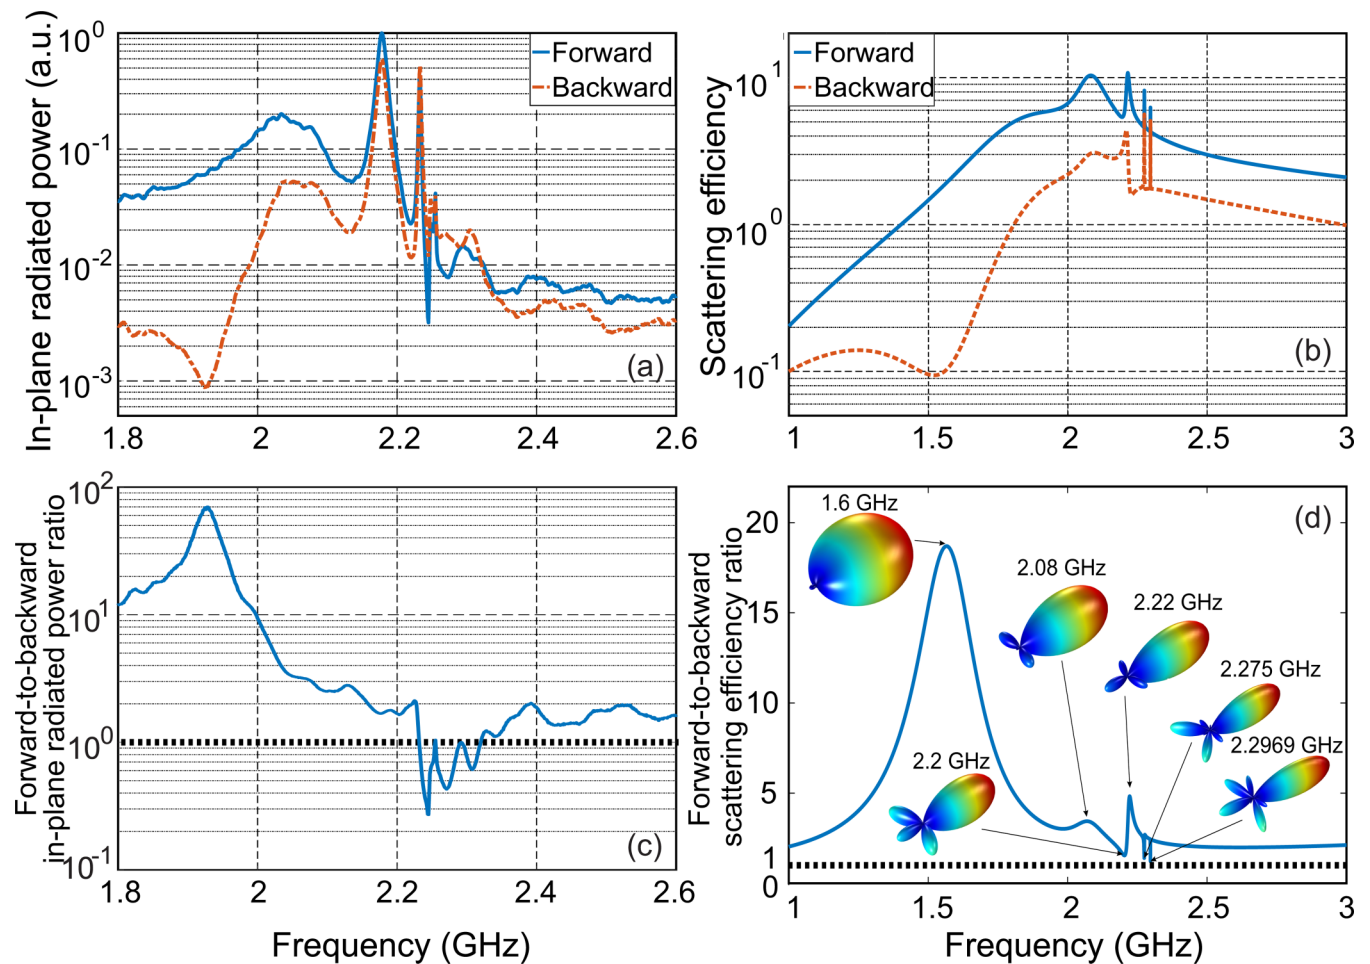 In-plane radiated power (a.u.)
10^0
10^-1
10^-2
10^-3
Forward
Backward
(a)
1.8
2
2.2
2.4
2.6
Scattering efficiency
10^1
10^0
10^-1
Forward
Backward
(b)
1
1.5
2
2.5
3
Forward-to-backward
in-plane radiated power ratio
10^2
10^1
10^0
10^-1
(c)
1.8
2
2.2
2.4
2.6
Frequency (GHz)
Forward-to-backward
scattering efficiency ratio
20
15
10
5
1
0
1.6 GHz
(d)
2.08 GHz
2.22 GHz
2.275 GHz
2.2969 GHz
2.2 GHz
1
1.5
2
2.5
3
Frequency (GHz)